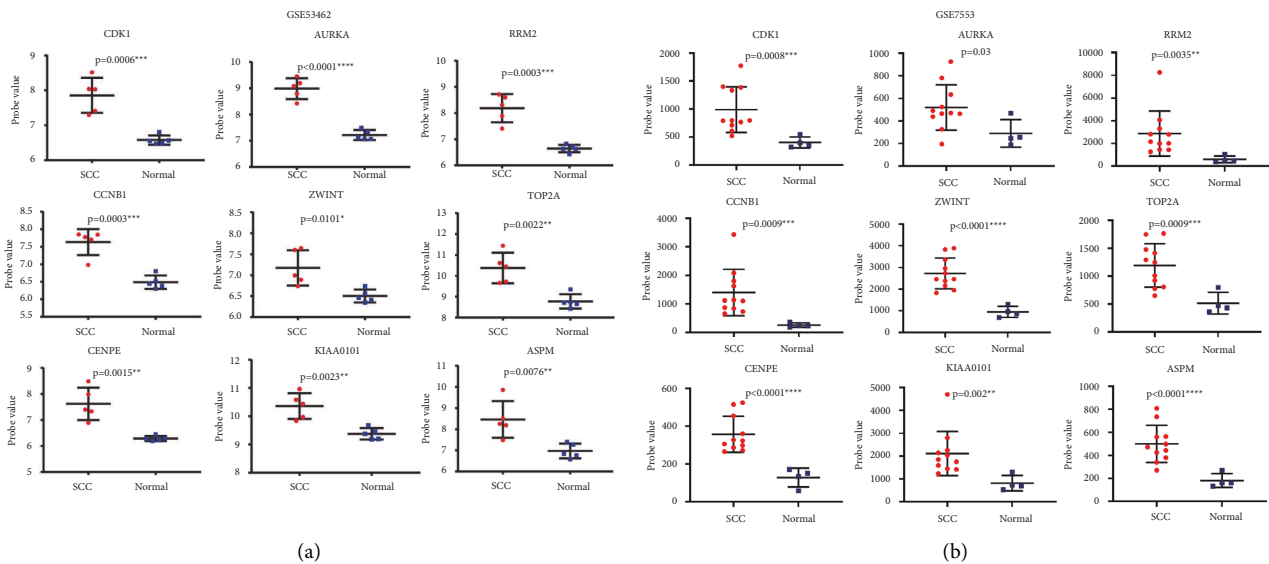 GSE53462
CDK1
Probe value
9
8
7
6
p=0.0006***
SCC
Normal
AURKA
Probe value
11
10
9
8
7
6
p<0.0001****
SCC
Normal
RRM2
Probe value
10
9
8
7
6
p=0.0003***
SCC
Normal
CCNB1
Probe value
8.5
8.0
7.5
7.0
6.5
6.0
5.5
p=0.0003***
SCC
Normal
ZWINT
Probe value
8.5
8.0
7.5
7.0
6.5
6.0
p=0.0101*
SCC
Normal
TOP2A
Probe value
13
12
11
10
9
8
p=0.0022**
SCC
Normal
CENPE
Probe value
9
8
7
6
5
p=0.0015**
SCC
Normal
KIAA0101
Probe value
12
11
10
9
8
p=0.0023**
SCC
Normal
ASPM
Probe value
11
10
9
8
7
6
p=0.0076**
SCC
Normal
(a)
GSE7553
CDK1
Probe value
2000
1500
1000
500
0
p=0.0008***
SCC
Normal
AURKA
Probe value
1000
800
600
400
200
0
p=0.03
SCC
Normal
RRM2
Probe value
10000
8000
6000
4000
2000
0
p=0.0035**
SCC
Normal
CCNB1
Probe value
4000
3000
2000
1000
0
p=0.0009***
SCC
Normal
ZWINT
Probe value
5000
4000
3000
2000
1000
0
p<0.0001****
SCC
Normal
TOP2A
Probe value
2000
1500
1000
500
0
p=0.0009***
SCC
Normal
CENPE
Probe value
600
400
200
0
p<0.0001****
SCC
Normal
KIAA0101
Probe value
5000
4000
3000
2000
1000
0
p=0.002**
SCC
Normal
ASPM
Probe value
1000
800
600
400
200
0
p<0.0001****
SCC
Normal
(b)